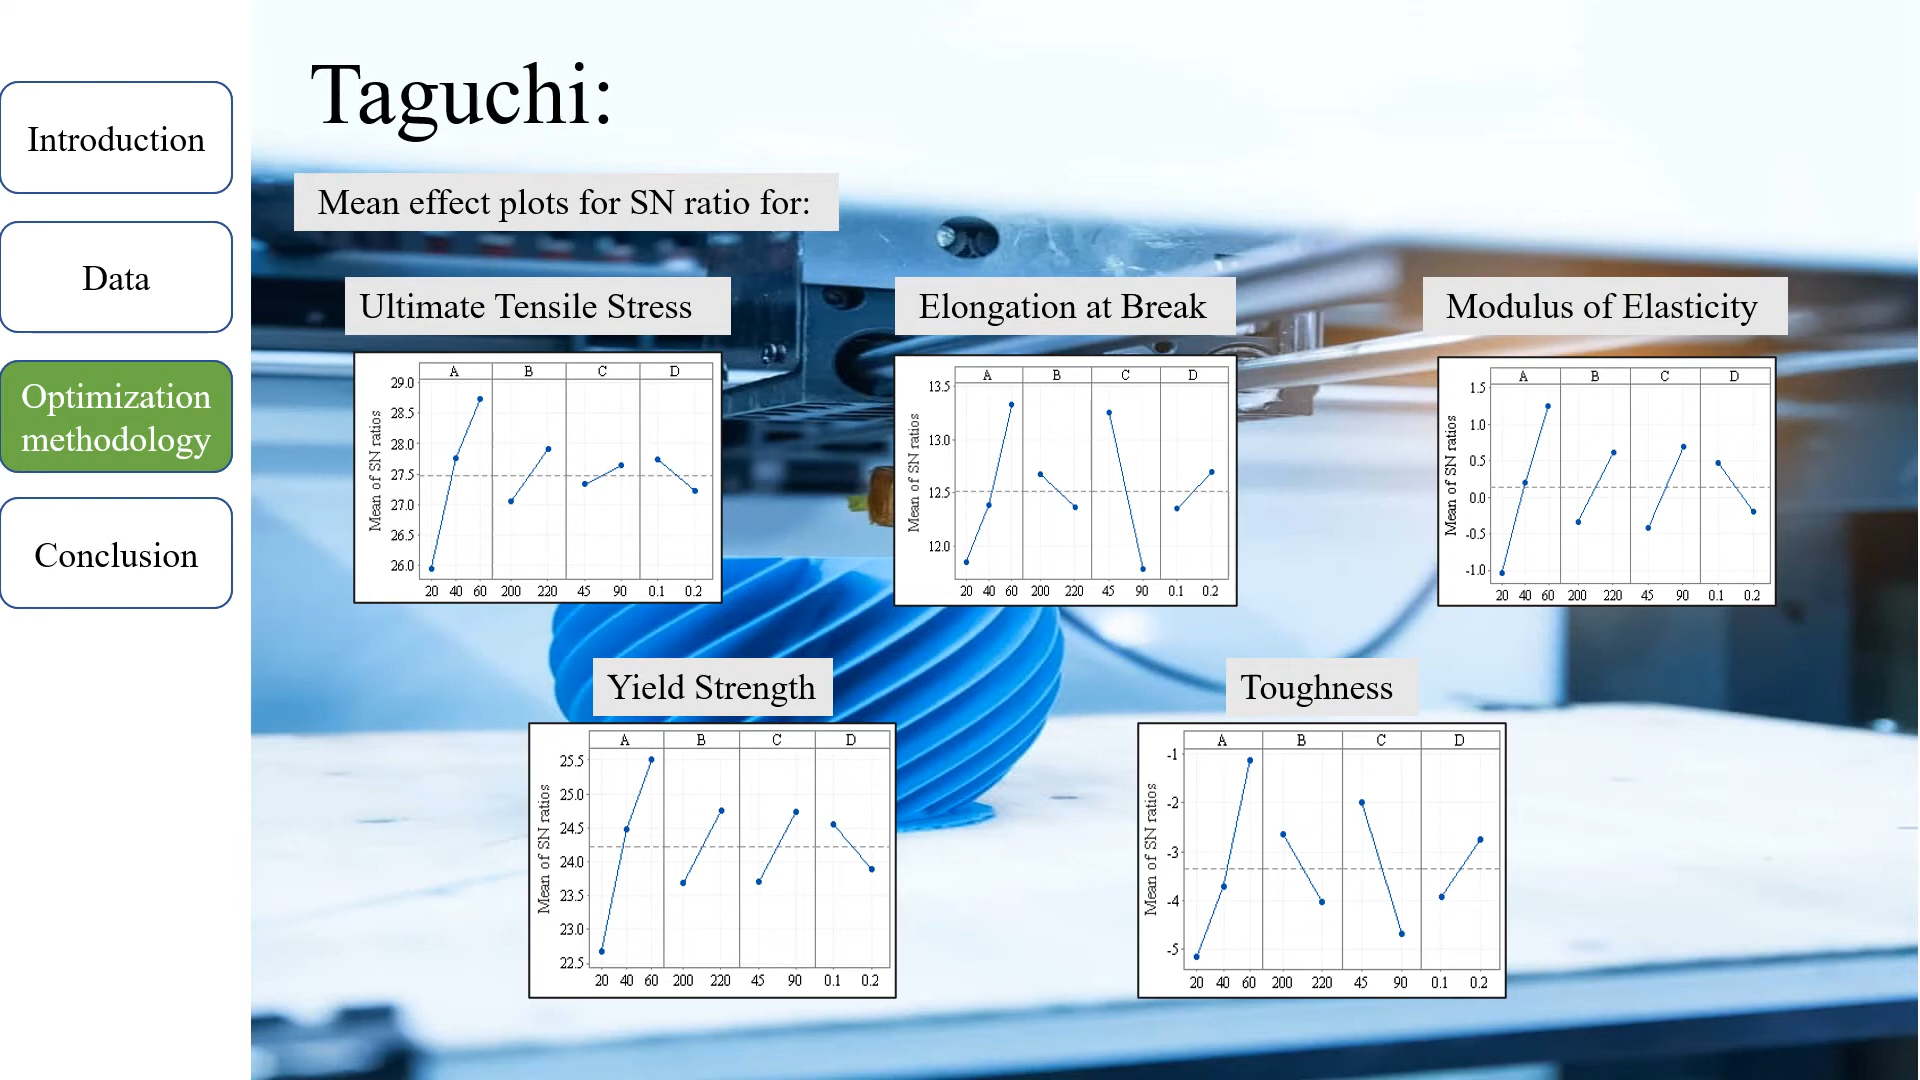 Taguchi:
Introduction
Data
Optimization
methodology
Conclusion
Mean effect plots for SN ratio for:
Ultimate Tensile Stress
A B C D
Mean of SN ratios
29.0
28.5
28.0
27.5
27.0
26.5
26.0
20 40 60 200 220 45 90 0.1 0.2
Elongation at Break
A B C D
Mean of SN ratios
13.5
13.0
12.5
12.0
20 40 60 200 220 45 90 0.1 0.2
Modulus of Elasticity
A B C D
Mean of SN ratios
1.5
1.0
0.5
0.0
-0.5
-1.0
20 40 60 200 220 45 90 0.1 0.2
Yield Strength
A B C D
Mean of SN ratios
25.5
25.0
24.5
24.0
23.5
23.0
22.5
20 40 60 200 220 45 90 0.1 0.2
Toughness
A B C D
Mean of SN ratios
-1
-2
-3
-4
-5
20 40 60 200 220 45 90 0.1 0.2